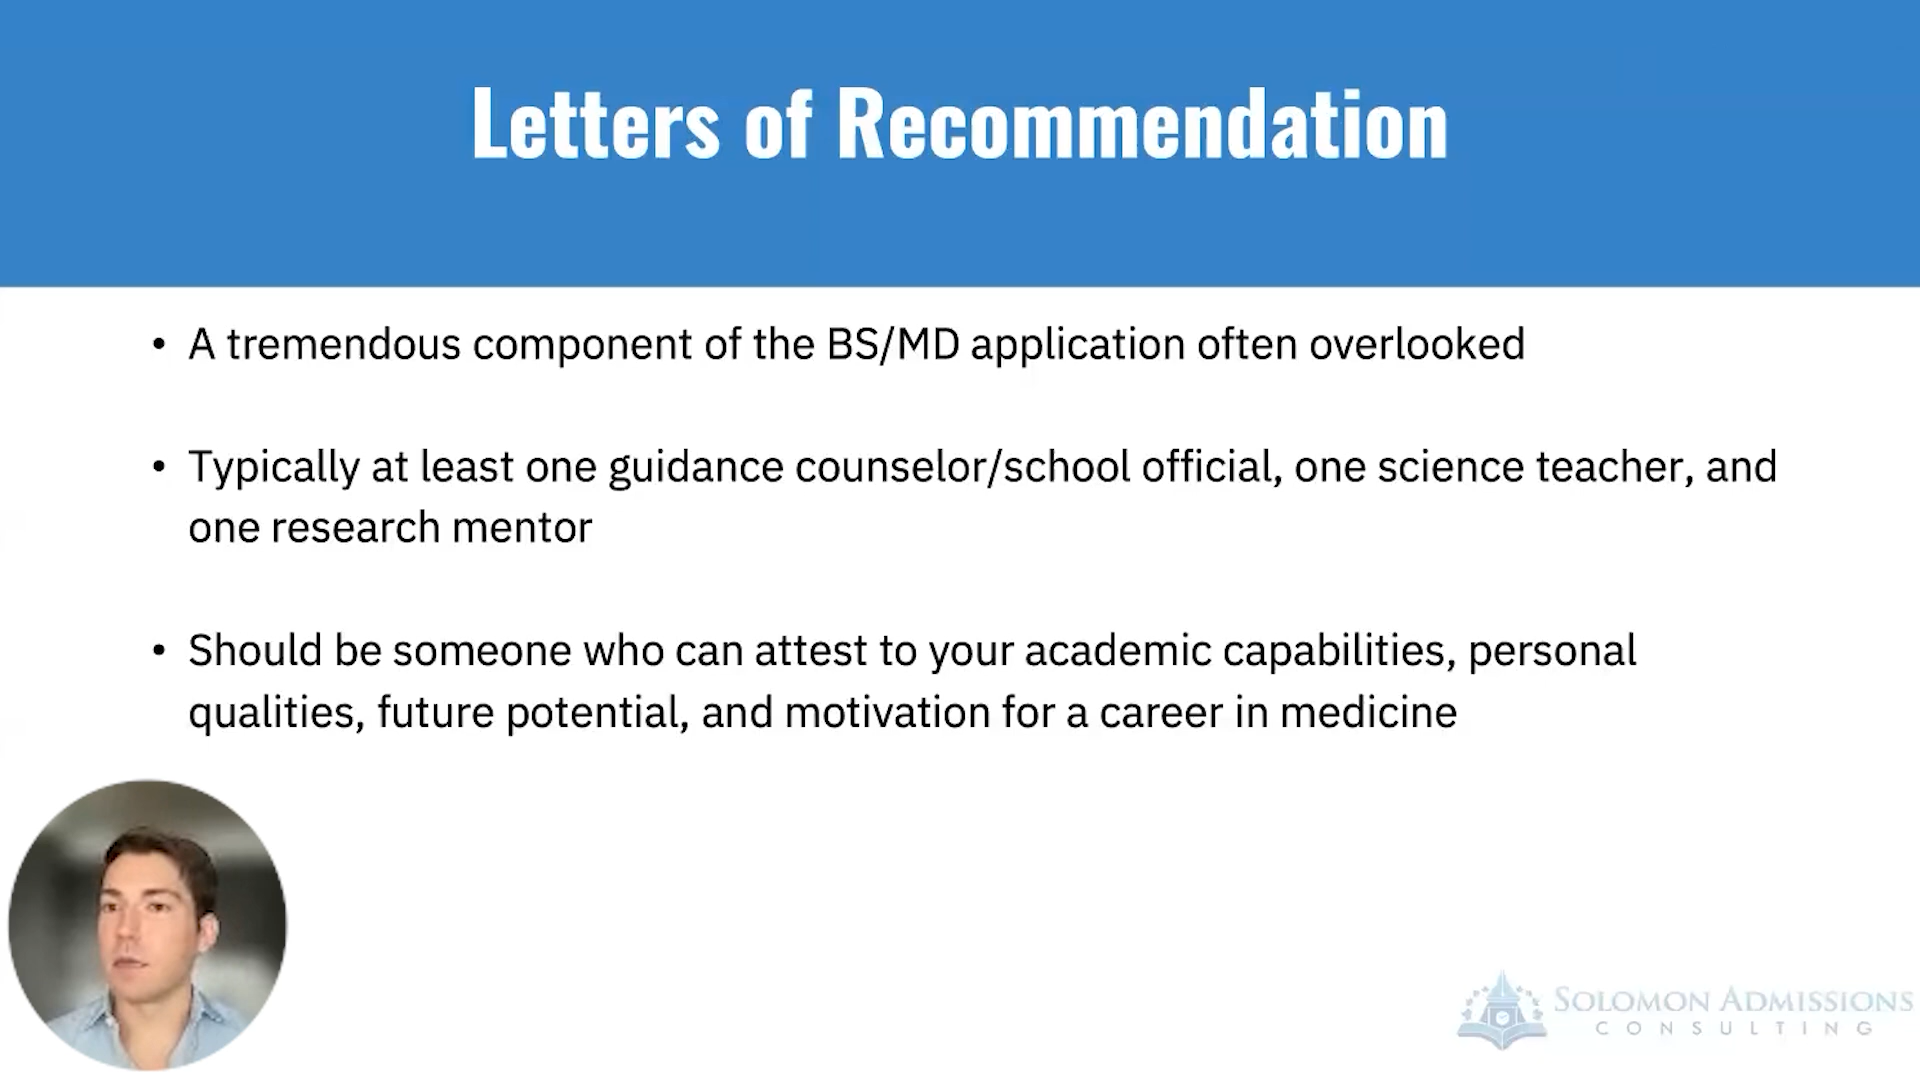 Letters of Recommendation
• A tremendous component of the BS/MD application often overlooked
• Typically at least one guidance counselor/school official, one science teacher, and
one research mentor
• Should be someone who can attest to your academic capabilities, personal
qualities, future potential, and motivation for a career in medicine
SOLOMON ADMISSIONS
CONSULTING